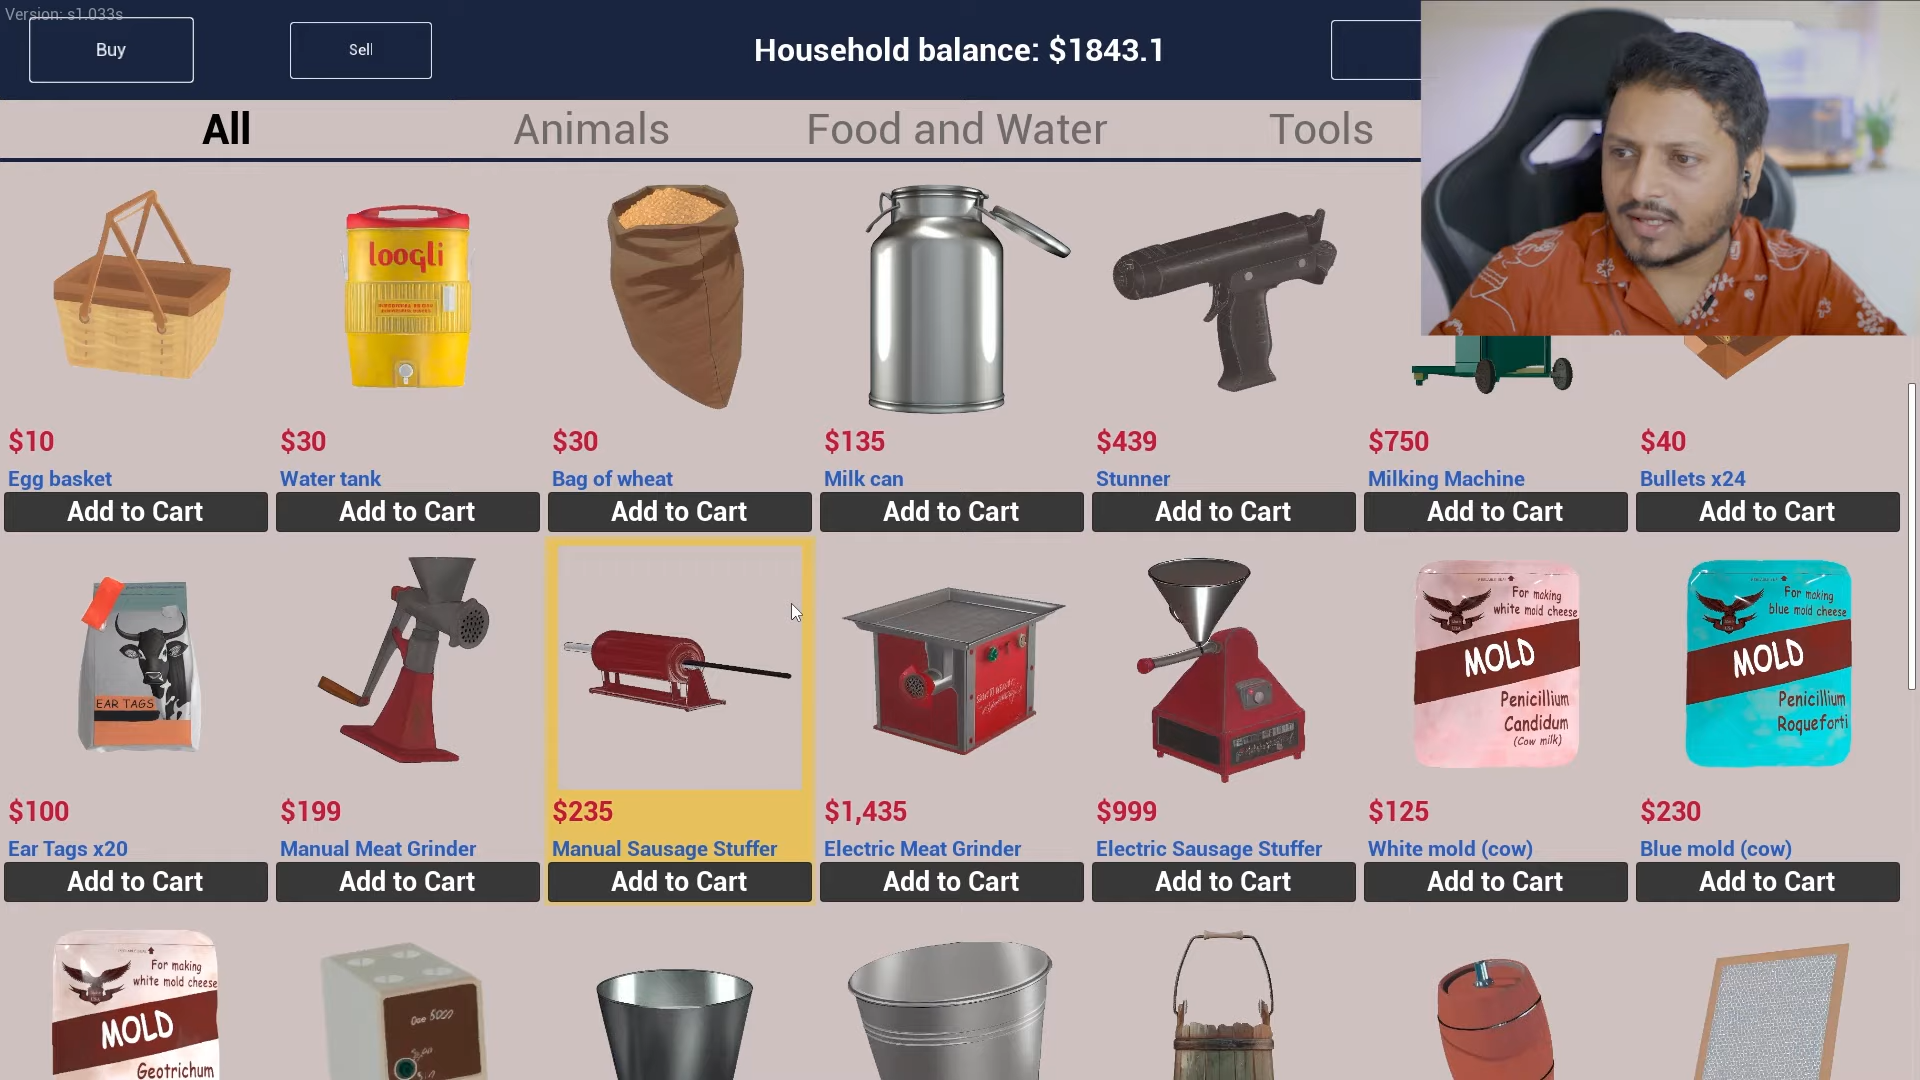 Version: s1.033s
Buy
Sell
Household balance: $1843.1
All
Animals
Food and Water
Tools
loogli
$10
$30
$30
$135
$439
$750
$40
Egg basket
Water tank
Bag of wheat
Milk can
Stunner
Milking Machine
Bullets x24
Add to Cart
Add to Cart
Add to Cart
Add to Cart
Add to Cart
Add to Cart
Add to Cart
EAR TAGS
For making
white mold cheese
MOLD
Penicillium
Candidum
(Cow milk)
For making
blue mold cheese
MOLD
Penicillium
Roqueforti
$100
$199
$235
$1,435
$999
$125
$230
Ear Tags x20
Manual Meat Grinder
Manual Sausage Stuffer
Electric Meat Grinder
Electric Sausage Stuffer
White mold (cow)
Blue mold (cow)
Add to Cart
Add to Cart
Add to Cart
Add to Cart
Add to Cart
Add to Cart
Add to Cart
For making
white mold cheese
MOLD
Geotrichum